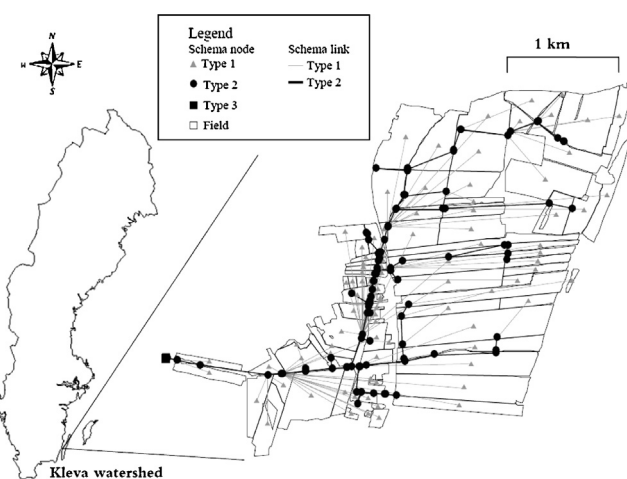 N
W E
S
Legend
Schema node
Type 1
Type 2
Type 3
Field
Schema link
Type 1
Type 2
1 km
Kleva watershed